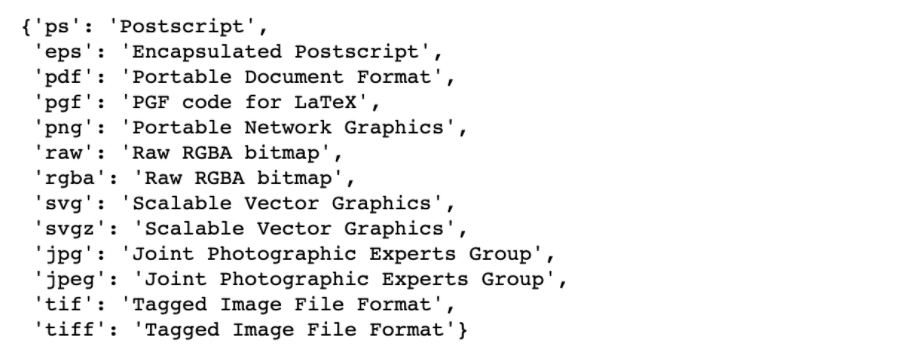 {'ps': 'Postscript',
'eps': 'Encapsulated Postscript',
'pdf': 'Portable Document Format',
'pgf': 'PGF code for LaTeX',
'png': 'Portable Network Graphics',
'raw': 'Raw RGBA bitmap',
'rgba': 'Raw RGBA bitmap',
'svg': 'Scalable Vector Graphics',
'svgz': 'Scalable Vector Graphics',
'jpg': 'Joint Photographic Experts Group',
'jpeg': 'Joint Photographic Experts Group',
'tif': 'Tagged Image File Format',
'tiff': 'Tagged Image File Format'}